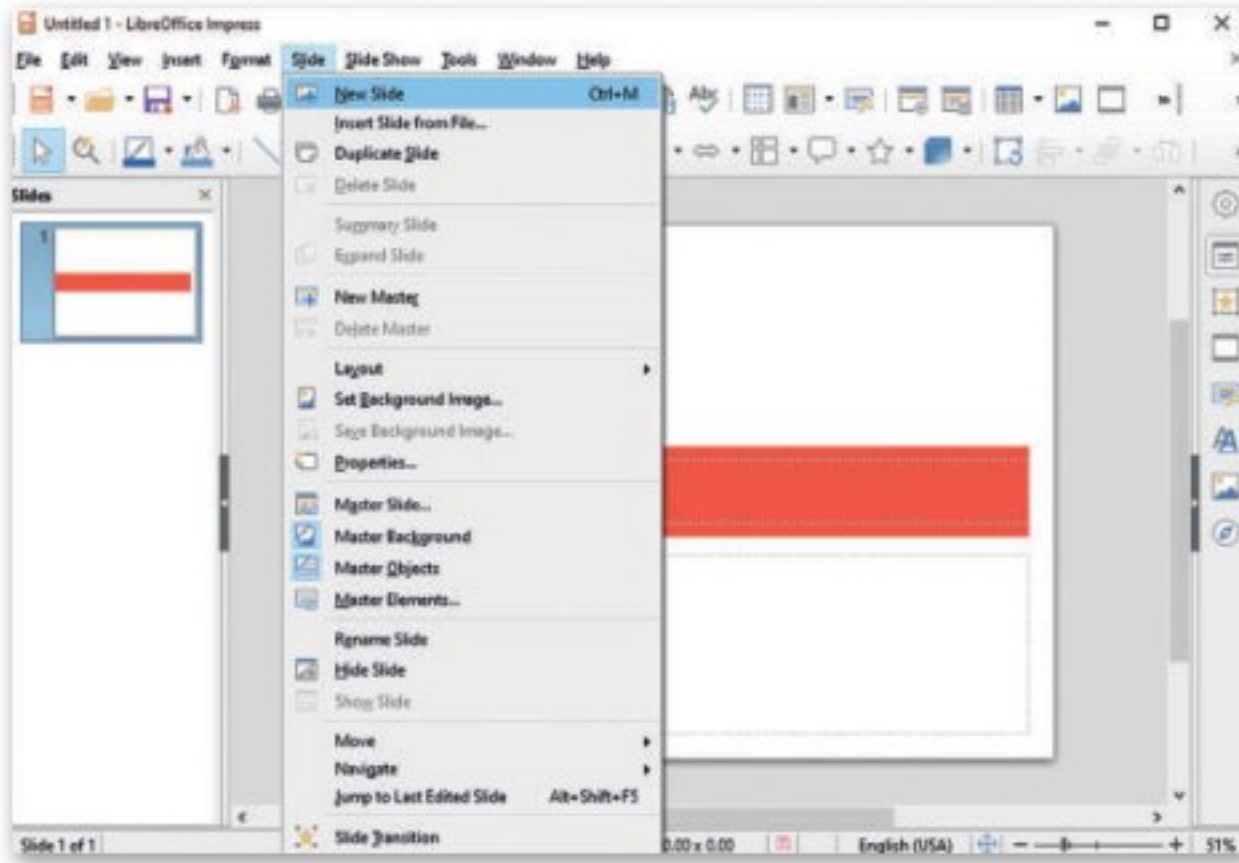 Untitled 1 - LibreOffice Impress
File Edit View Insert Format Slide Slide Show Tools Window Help
New Slide Ctrl+M
Insert Slide from File...
Duplicate Slide
Delete Slide
Summary Slide
Expand Slide
New Master
Delete Master
Layout
Set Background Image...
Save Background Image...
Properties...
Master Slide...
Master Background
Master Objects
Master Elements...
Rename Slide
Hide Slide
Show Slide
Move
Navigate
Jump to Last Edited Slide Alt+Shift+F5
Slide Transition
Abc
Slides
1
Slide 1 of 1
0.00 x 0.00
English (USA)
51%